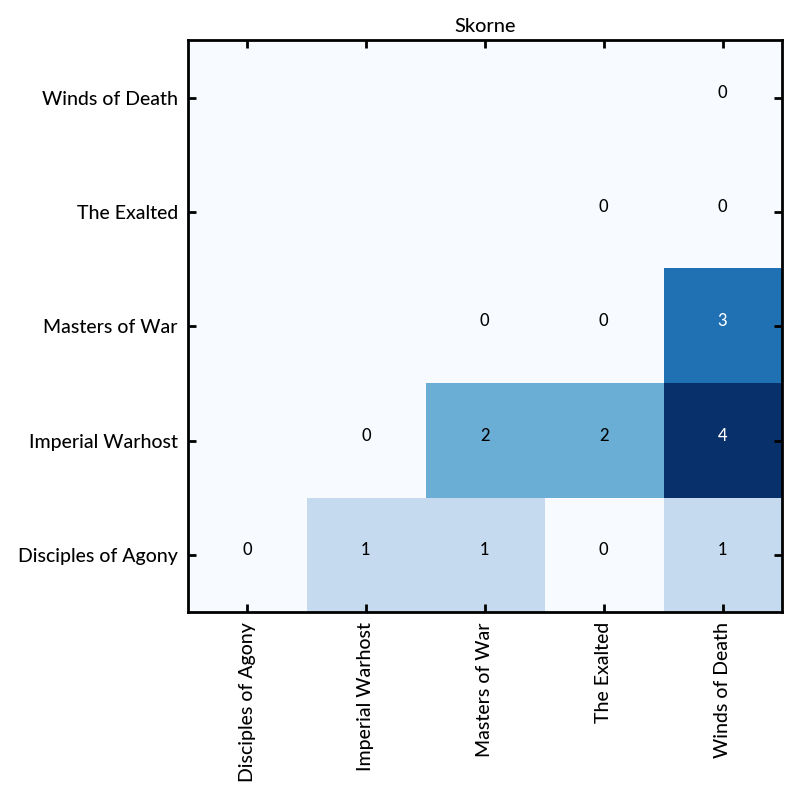 Skorne
Winds of Death 0
The Exalted 0 0
Masters of War 0 0 3
Imperial Warhost 0 2 2 4
Disciples of Agony 0 1 1 0 1
Disciples of Agony
Imperial Warhost
Masters of War
The Exalted
Winds of Death